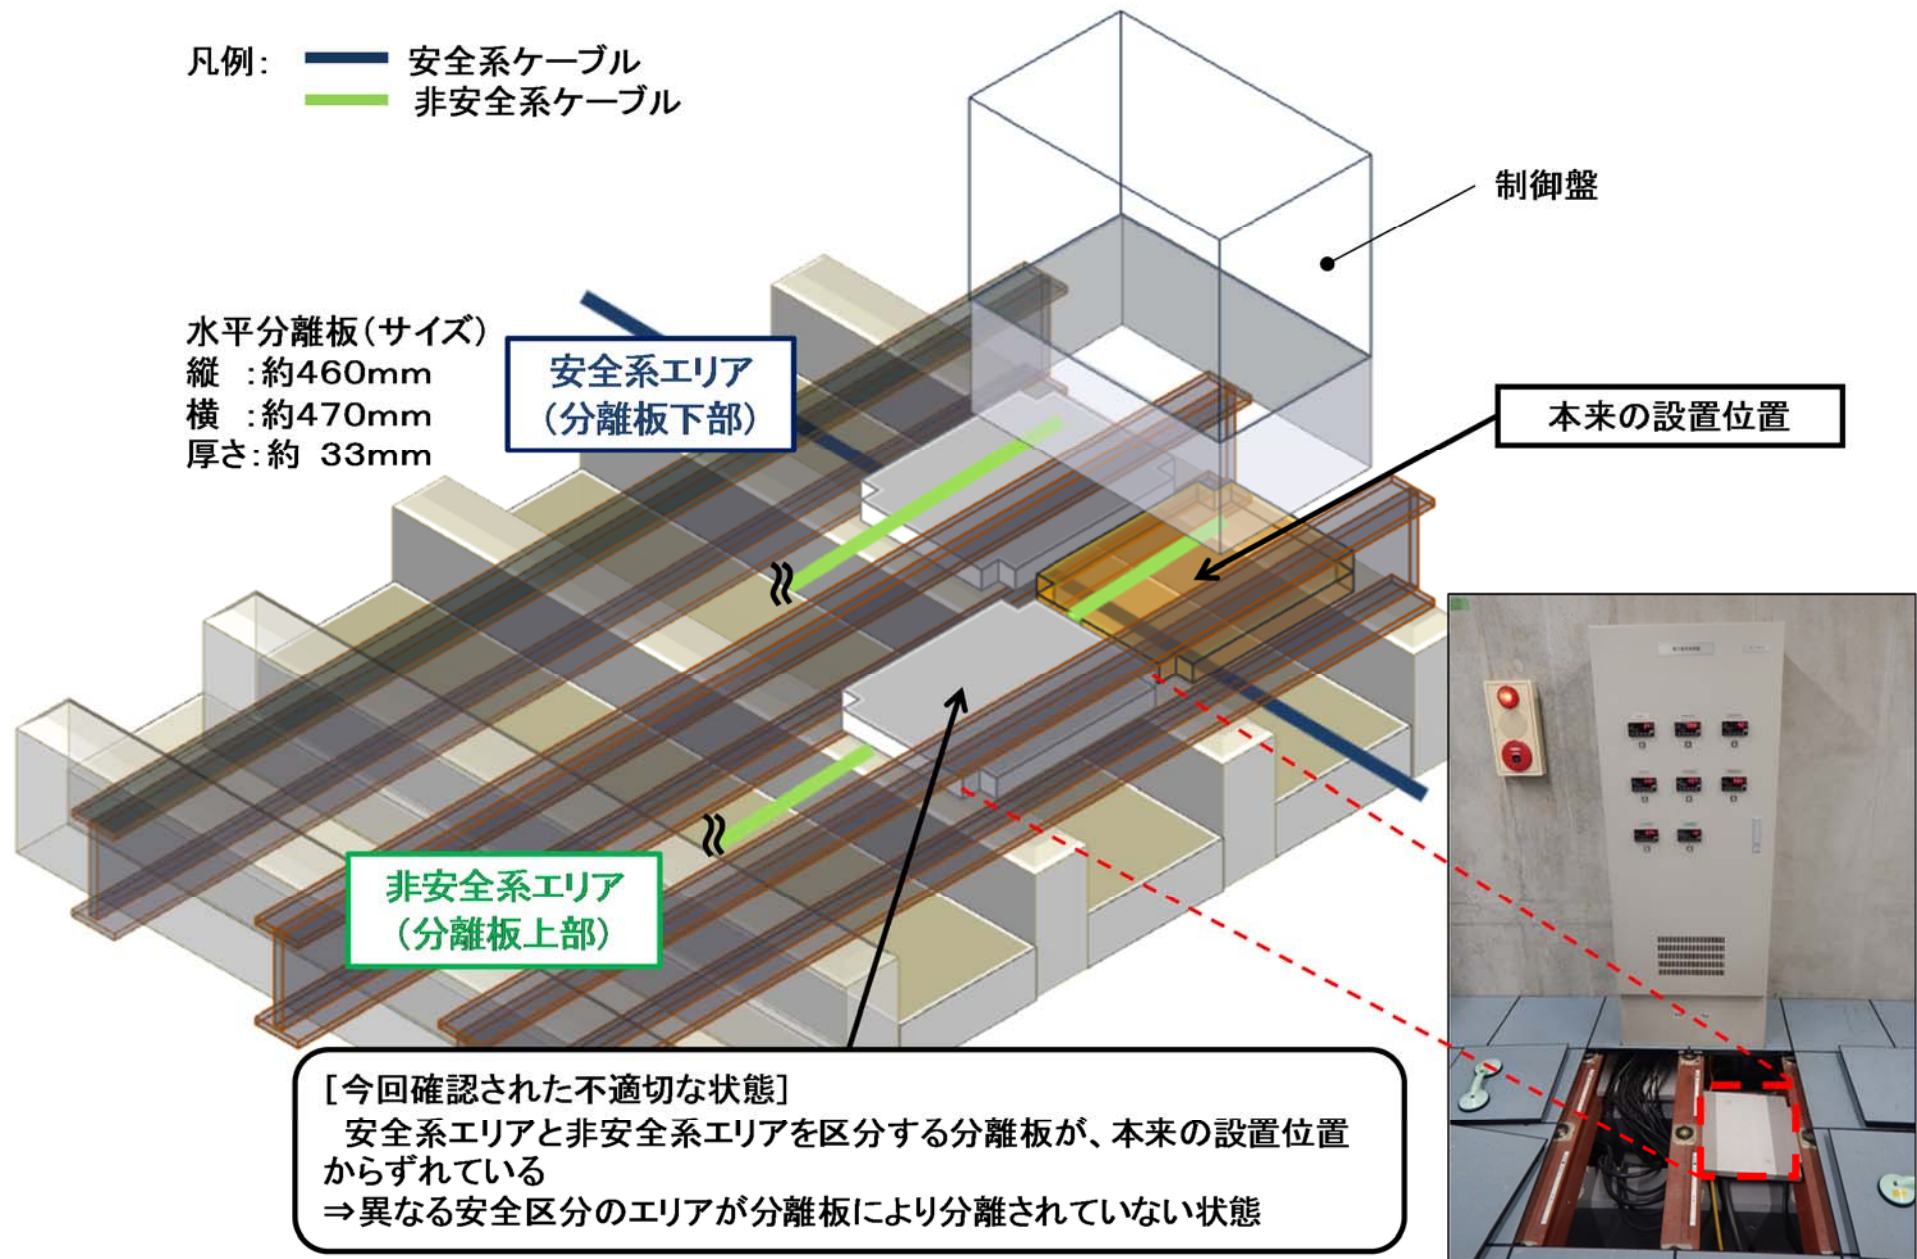 凡例：
安全系ケーブル
非安全系ケーブル
制御盤
水平分離板（サイズ）
縦 ：約460mm
横 ：約470mm
厚さ：約 33mm
安全系エリア
（分離板下部）
本来の設置位置
非安全系エリア
（分離板上部）
［今回確認された不適切な状態］
安全系エリアと非安全系エリアを区分する分離板が、本来の設置位置
からずれている
⇒異なる安全区分のエリアが分離板により分離されていない状態